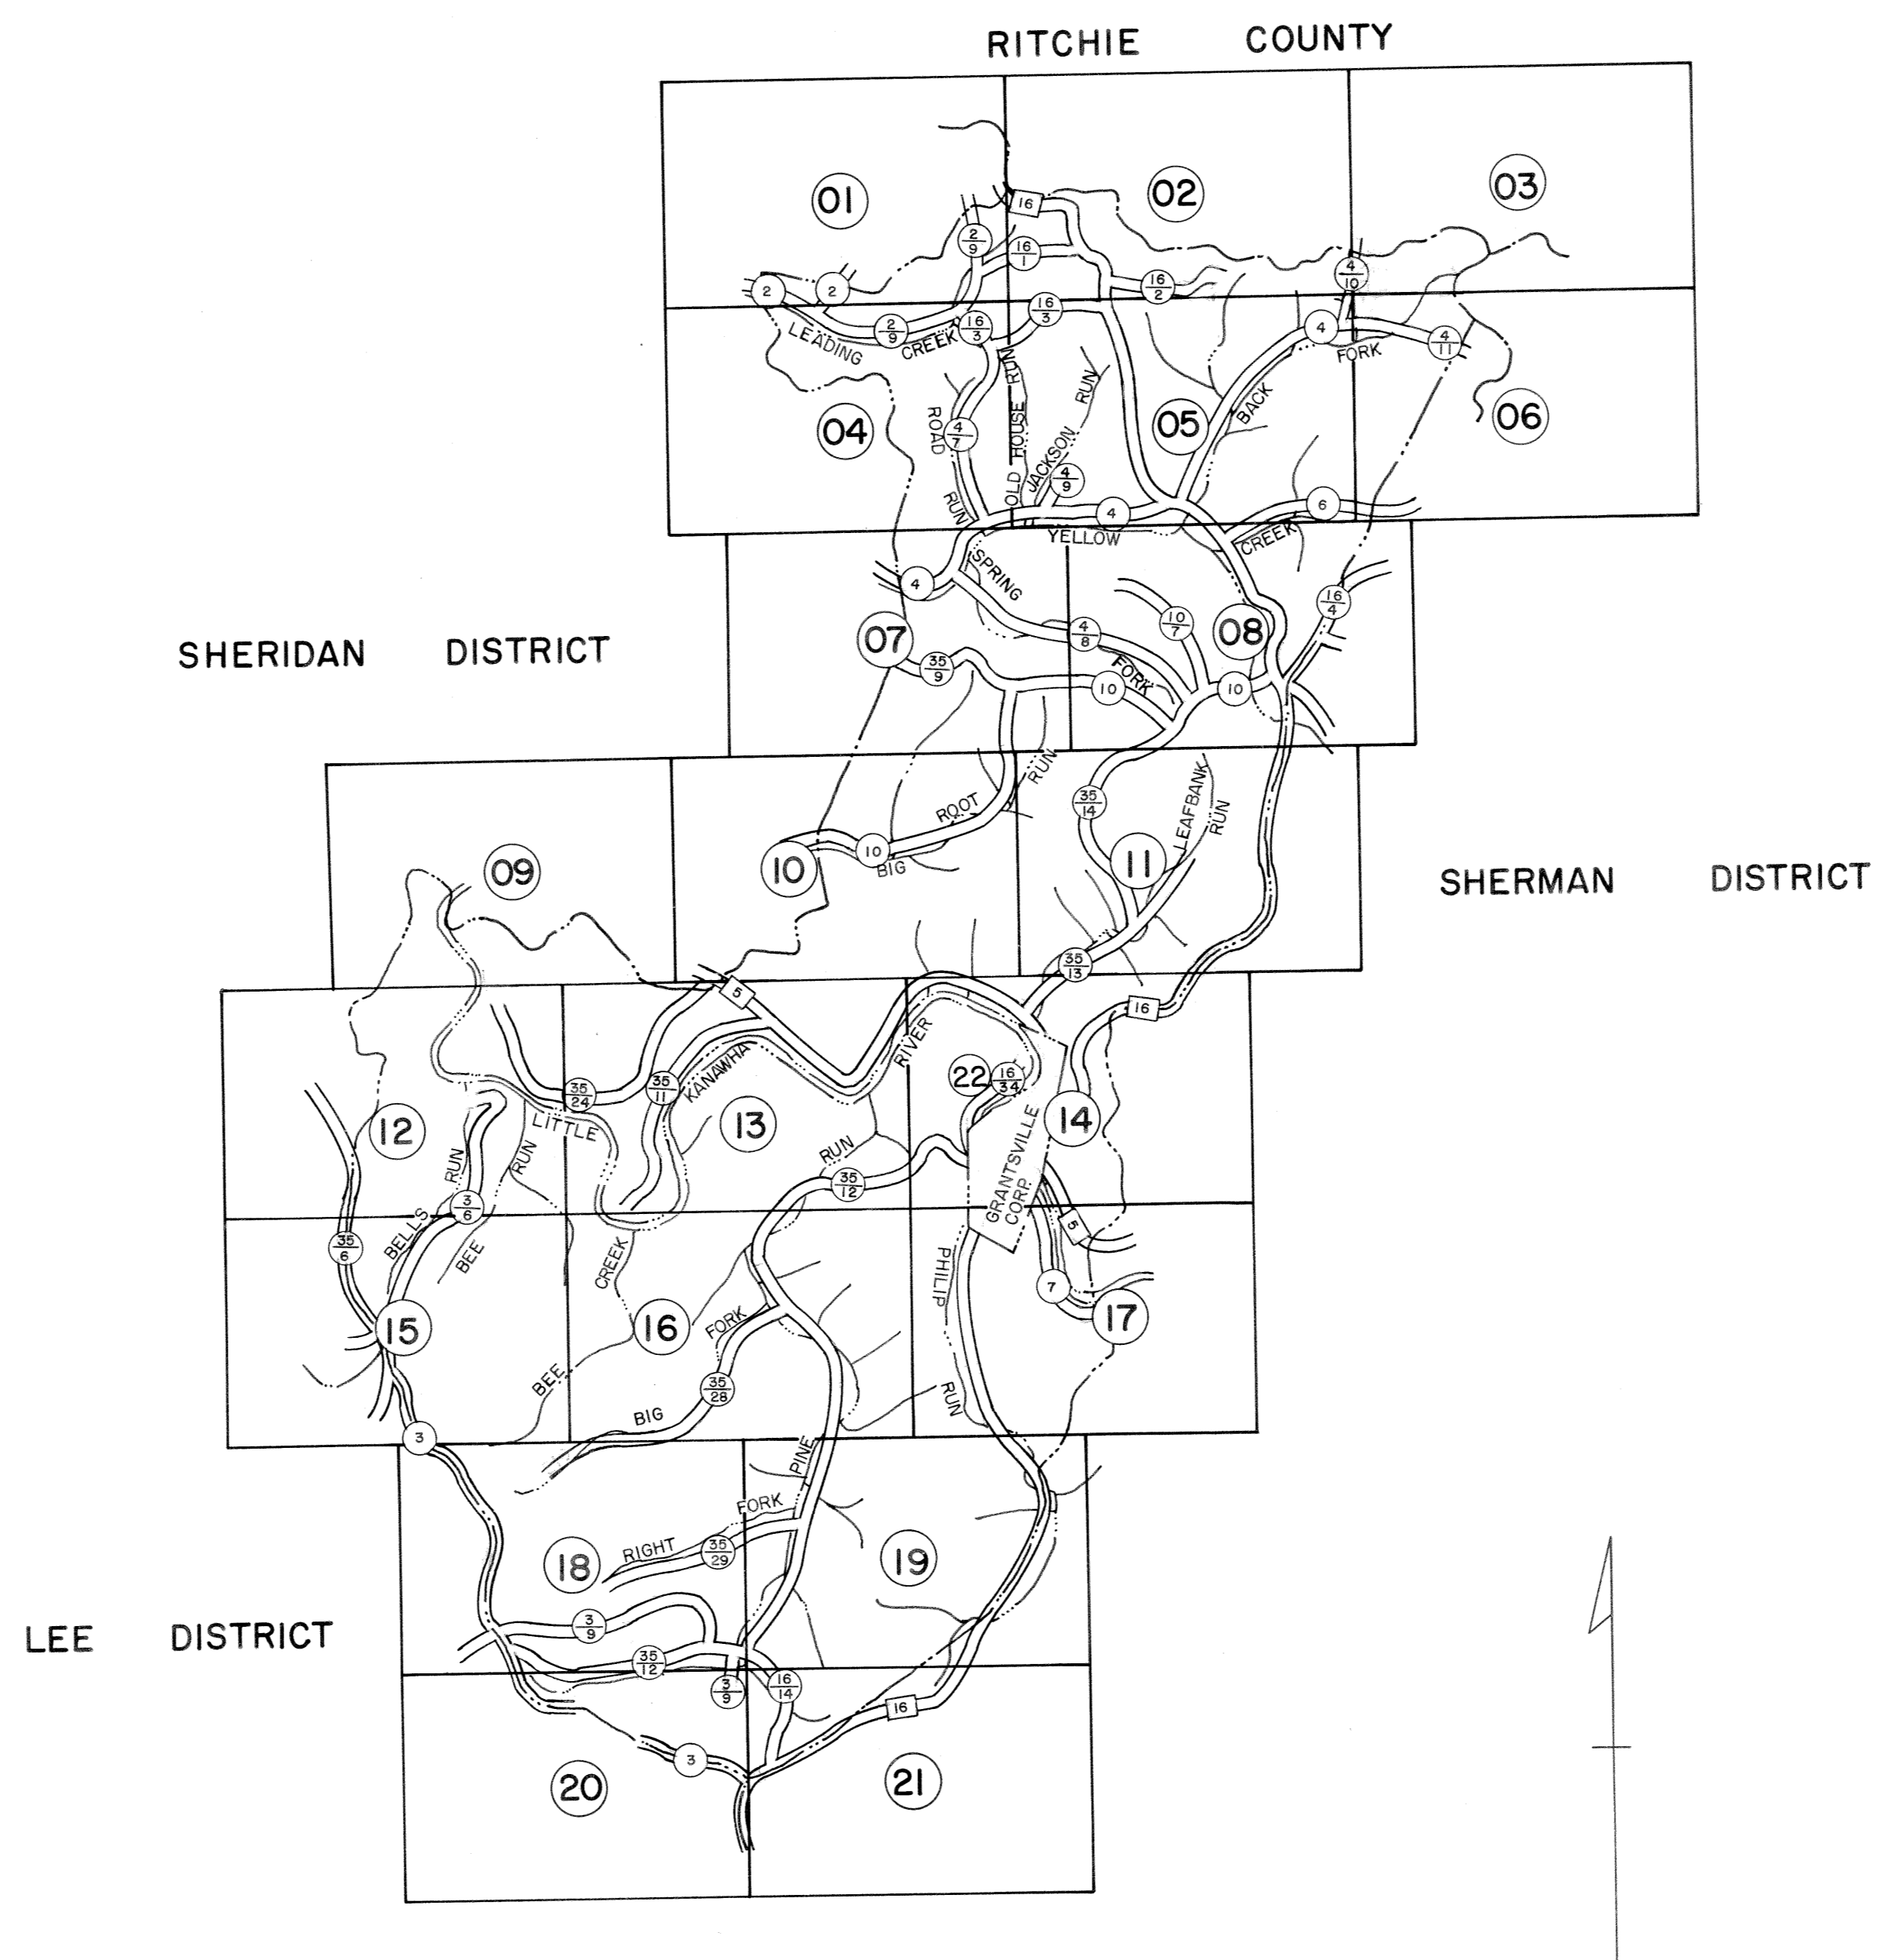 RITCHIE COUNTY
01
02
03
16
2/9
16/1
4/10
2
2
16/2
16/3
2/9
16/3
4
4/11
LEADING
CREEK
FORK
BACK
04
ROAD
RUN
4/7
OLD HOUSE RUN
JACKSON RUN
4/9
05
06
4
6
YELLOW
CREEK
SPRING
4
16/4
SHERIDAN DISTRICT
07
10/7
08
4/8
35/9
FORK
10
10
RUN
35/14
LEAFBANK
RUN
ROOT
09
10
10
BIG
11
SHERMAN DISTRICT
35/13
5
16
RIVER
KANAWHA
22
16/34
35/24
35/11
LITTLE
12
13
14
RUN
RUN
RUN
35/12
GRANTSVILLE
CORP.
3/6
BELLS
BEE
35/6
CREEK
5
PHILIP
7
15
16
FORK
17
BEE
35/28
RUN
BIG
3
PINE
FORK
RIGHT
35/29
18
19
3/9
LEE DISTRICT
35/12
3/9
16/14
16
3
20
21